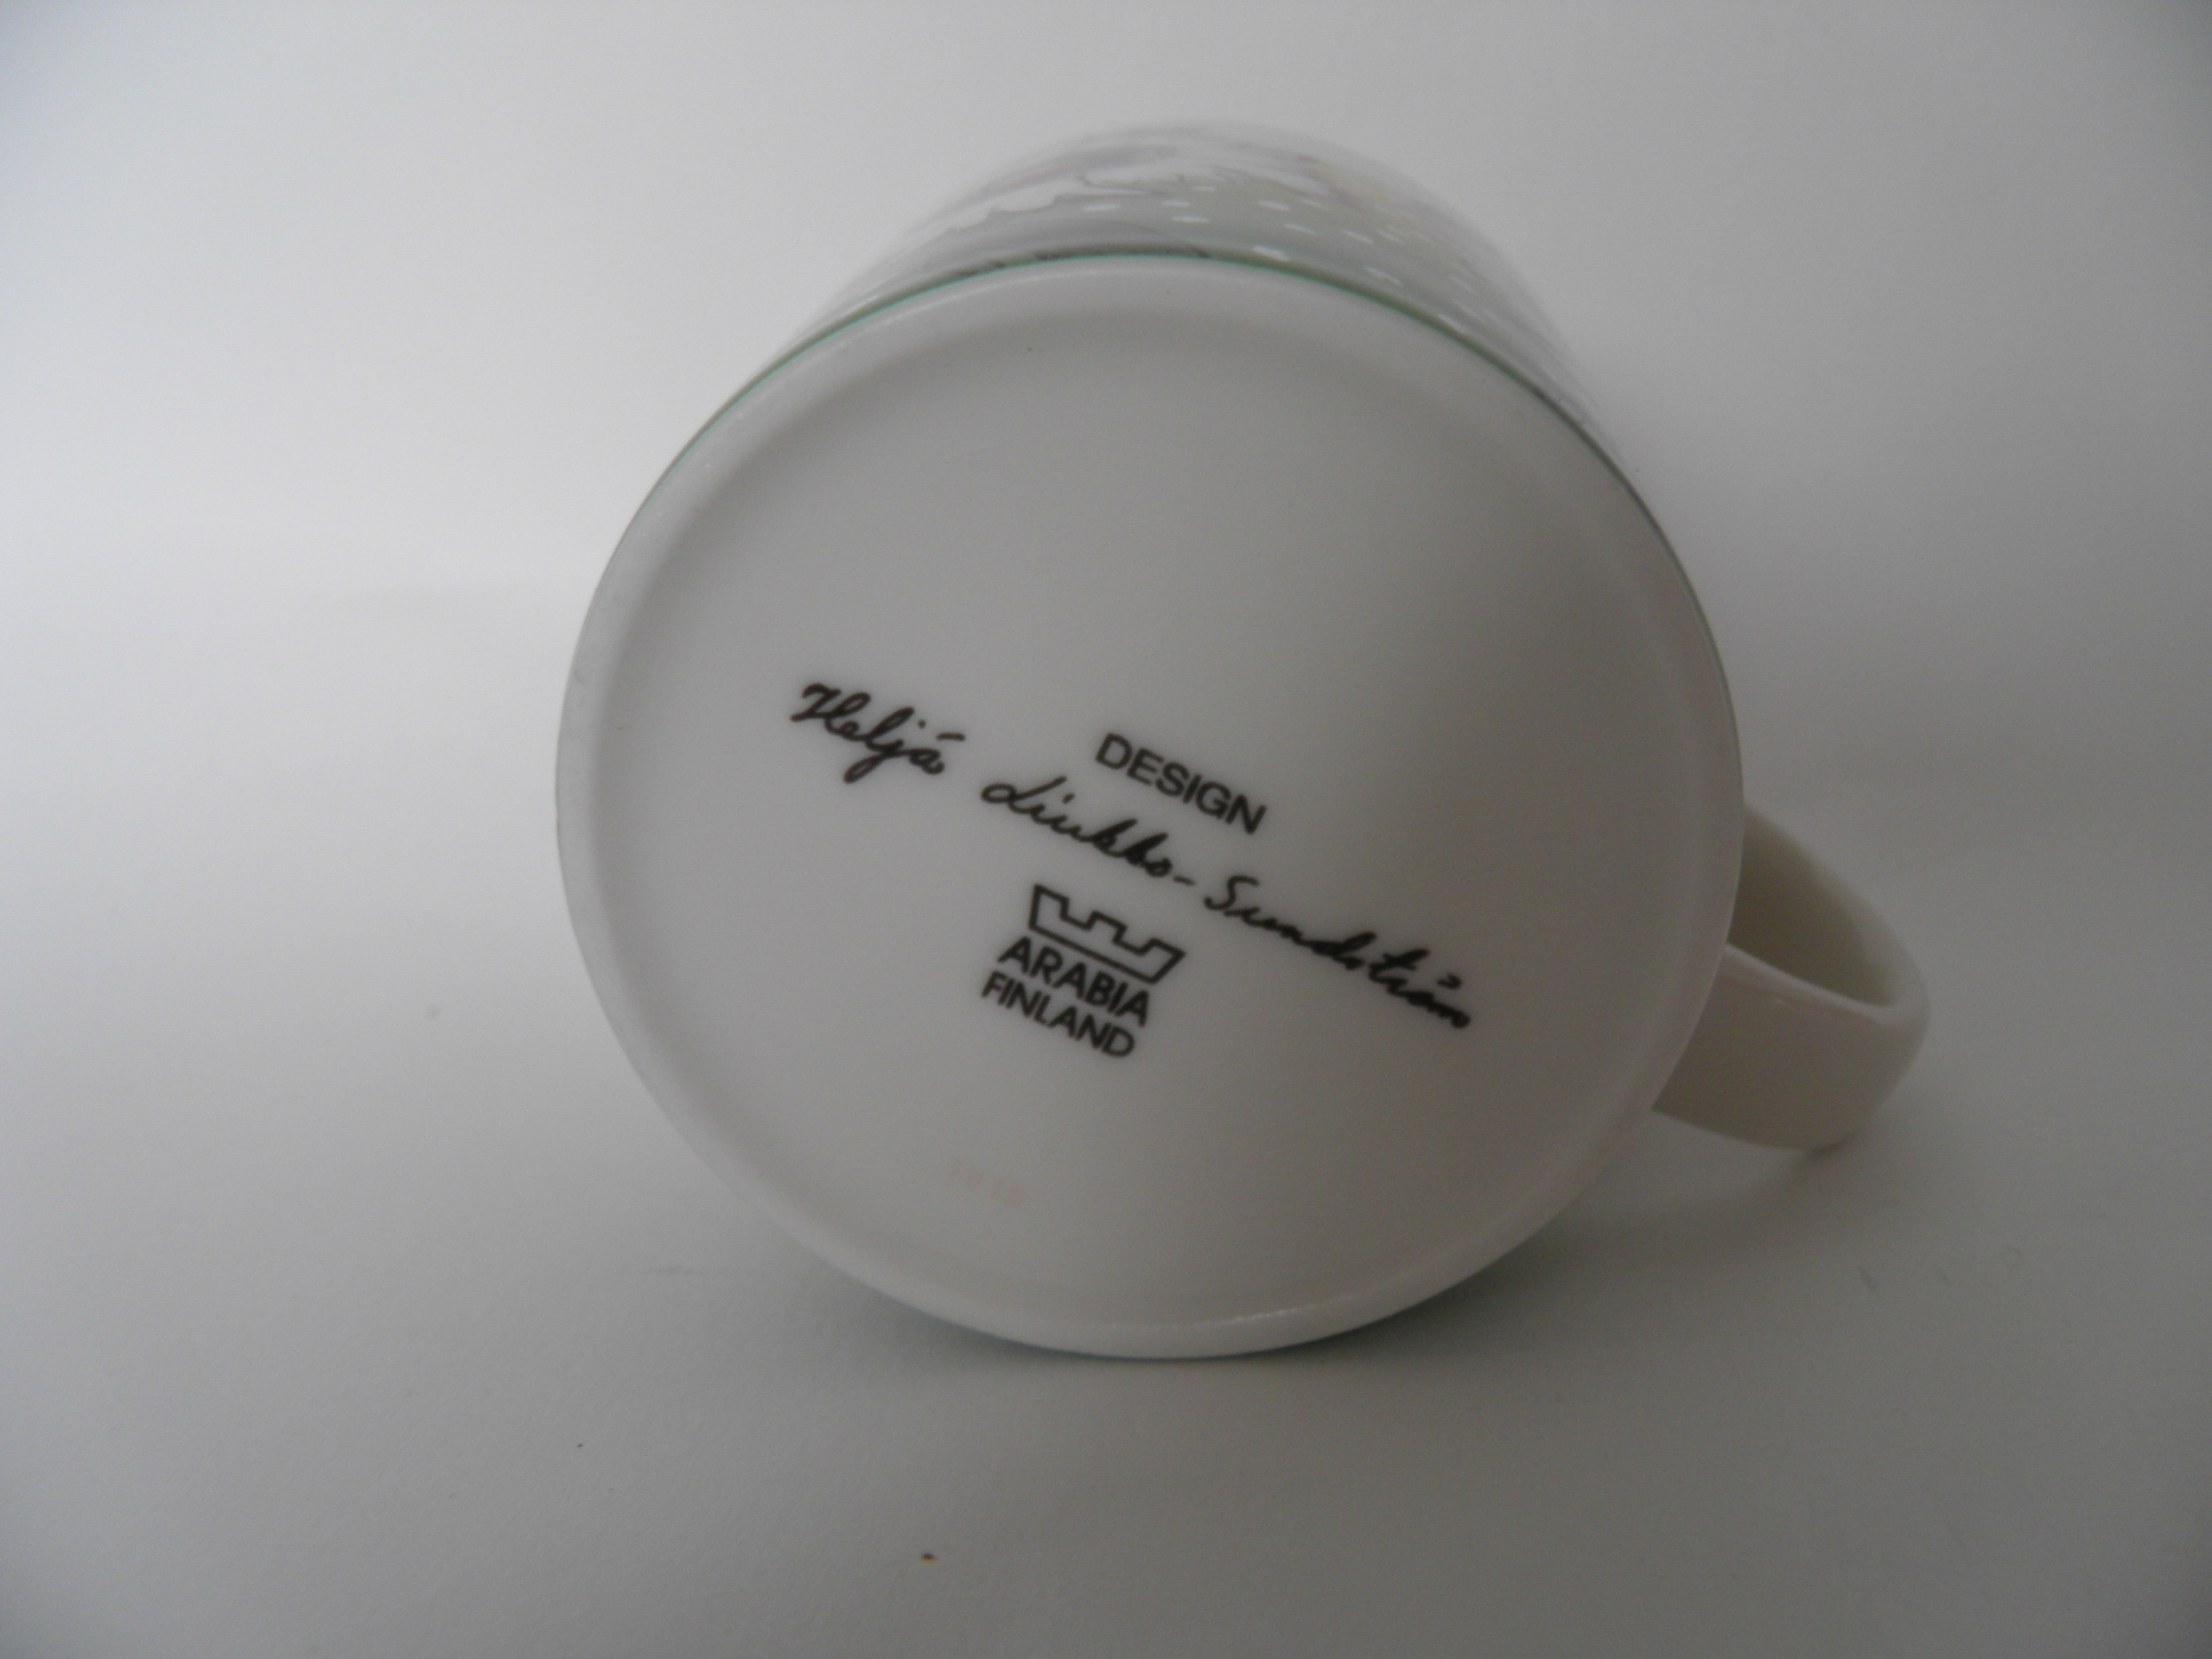 DESIGN
Heljä Liukko-Sundström
ARABIA
FINLAND